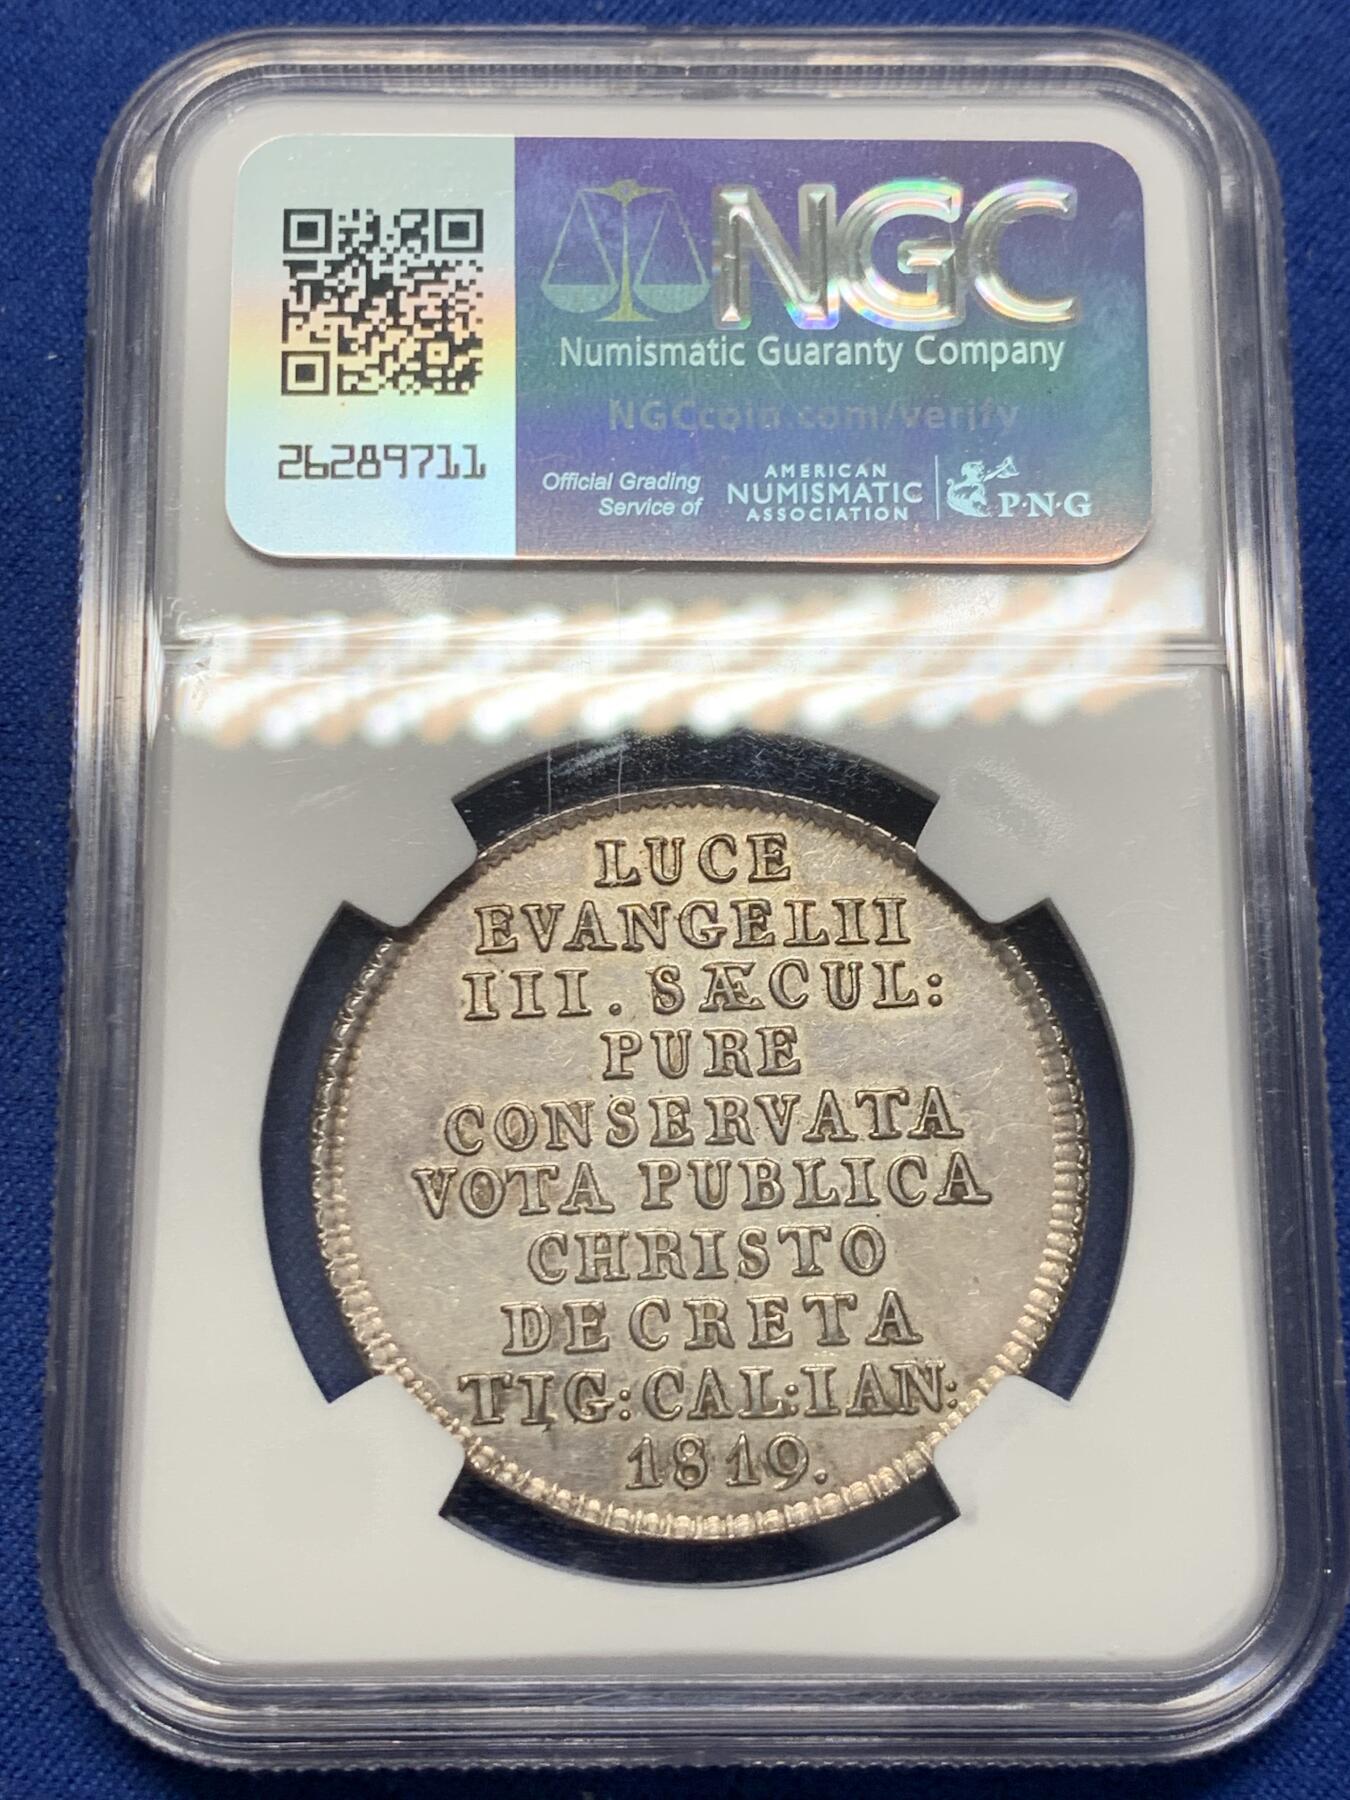 NGC
Numismatic Guaranty Company
NGCcoin.com/verify
26289711
Official Grading
Service of
AMERICAN
NUMISMATIC
ASSOCIATION
P·N·G
LUCE
EVANGELII
III. SÆCUL:
PURE
CONSERVATA
VOTA PUBLICA
CHRISTO
DECRETA
TIG:CAL:IAN:
1819.